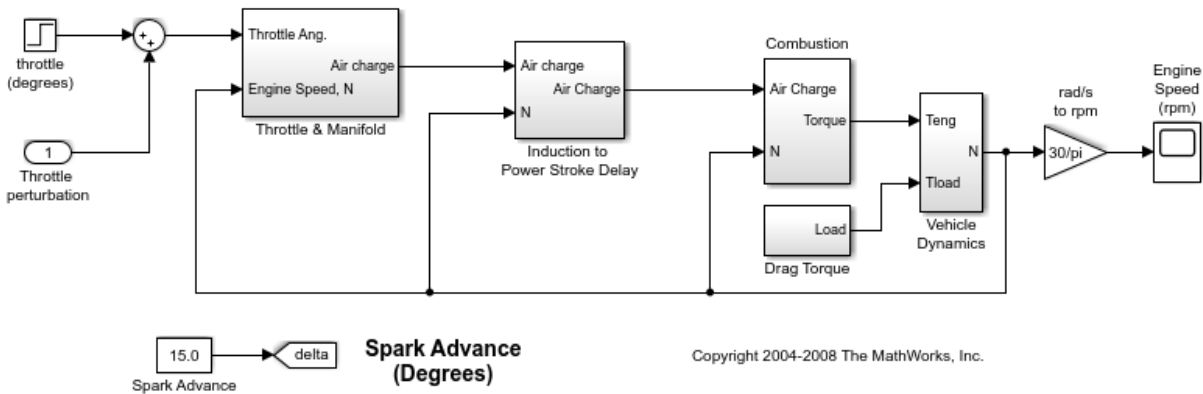 throttle
(degrees)
+
+
1
Throttle
perturbation
Throttle Ang.
Air charge
Engine Speed, N
Throttle & Manifold
Air charge
Air Charge
N
Induction to
Power Stroke Delay
Combustion
Air Charge
Torque
N
Load
Drag Torque
Teng
N
Tload
Vehicle
Dynamics
rad/s
to rpm
30/pi
Engine
Speed
(rpm)
15.0
Spark Advance
delta
Spark Advance
(Degrees)
Copyright 2004-2008 The MathWorks, Inc.